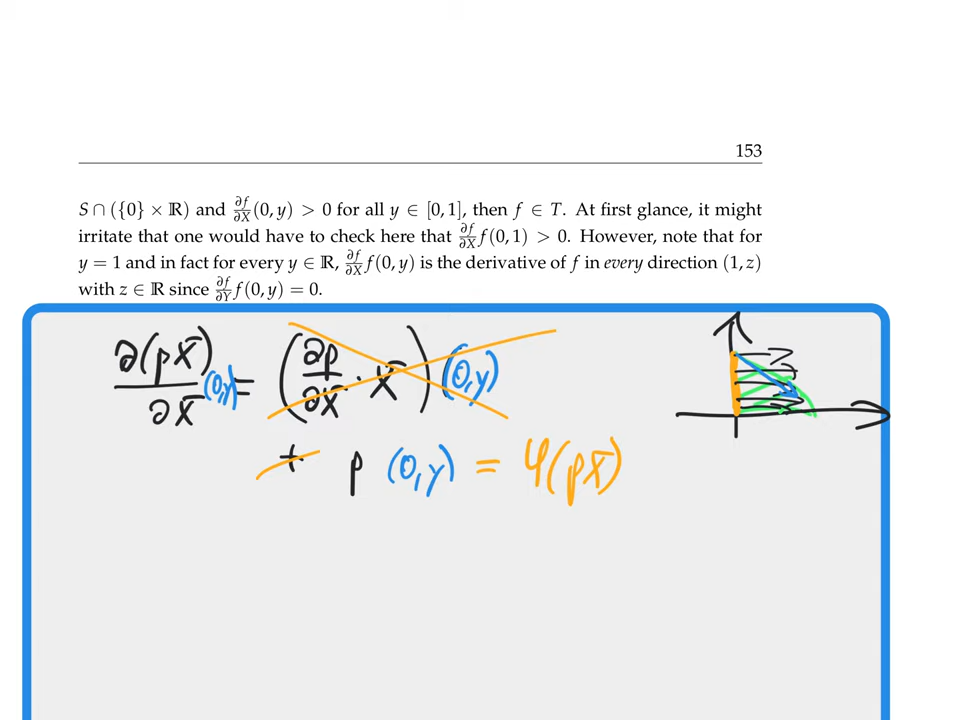 153
S ∩ ({0} × ℝ) and ∂f/∂X (0, y) > 0 for all y ∈ [0, 1], then f ∈ T. At first glance, it might
irritate that one would have to check here that ∂f/∂X f(0, 1) > 0. However, note that for
y = 1 and in fact for every y ∈ ℝ, ∂f/∂X f(0, y) is the derivative of f in every direction (1, z)
with z ∈ ℝ since ∂f/∂Y f(0, y) = 0.
∂(pX)/∂X (0,y) = (∂p/∂X · X) (0,y)
+ p (0,y) = φ(pX)